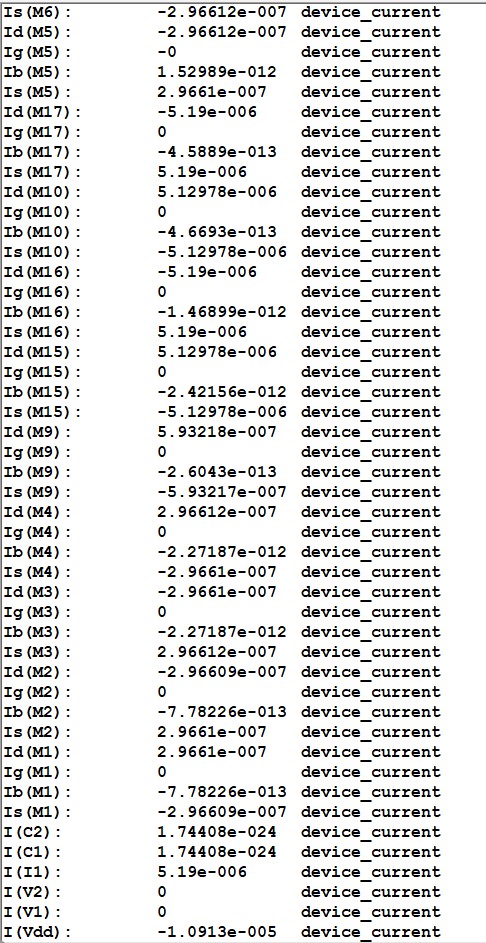 Is(M6): -2.96612e-007 device_current
Id(M5): -2.96612e-007 device_current
Ig(M5): -0 device_current
Ib(M5): 1.52989e-012 device_current
Is(M5): 2.9661e-007 device_current
Id(M17): -5.19e-006 device_current
Ig(M17): 0 device_current
Ib(M17): -4.5889e-013 device_current
Is(M17): 5.19e-006 device_current
Id(M10): 5.12978e-006 device_current
Ig(M10): 0 device_current
Ib(M10): -4.6693e-013 device_current
Is(M10): -5.12978e-006 device_current
Id(M16): -5.19e-006 device_current
Ig(M16): 0 device_current
Ib(M16): -1.46899e-012 device_current
Is(M16): 5.19e-006 device_current
Id(M15): 5.12978e-006 device_current
Ig(M15): 0 device_current
Ib(M15): -2.42156e-012 device_current
Is(M15): -5.12978e-006 device_current
Id(M9): 5.93218e-007 device_current
Ig(M9): 0 device_current
Ib(M9): -2.6043e-013 device_current
Is(M9): -5.93217e-007 device_current
Id(M4): 2.96612e-007 device_current
Ig(M4): 0 device_current
Ib(M4): -2.27187e-012 device_current
Is(M4): -2.9661e-007 device_current
Id(M3): -2.9661e-007 device_current
Ig(M3): 0 device_current
Ib(M3): -2.27187e-012 device_current
Is(M3): 2.96612e-007 device_current
Id(M2): -2.96609e-007 device_current
Ig(M2): 0 device_current
Ib(M2): -7.78226e-013 device_current
Is(M2): 2.9661e-007 device_current
Id(M1): 2.9661e-007 device_current
Ig(M1): 0 device_current
Ib(M1): -7.78226e-013 device_current
Is(M1): -2.96609e-007 device_current
I(C2): 1.74408e-024 device_current
I(C1): 1.74408e-024 device_current
I(I1): 5.19e-006 device_current
I(V2): 0 device_current
I(V1): 0 device_current
I(Vdd): -1.0913e-005 device_current